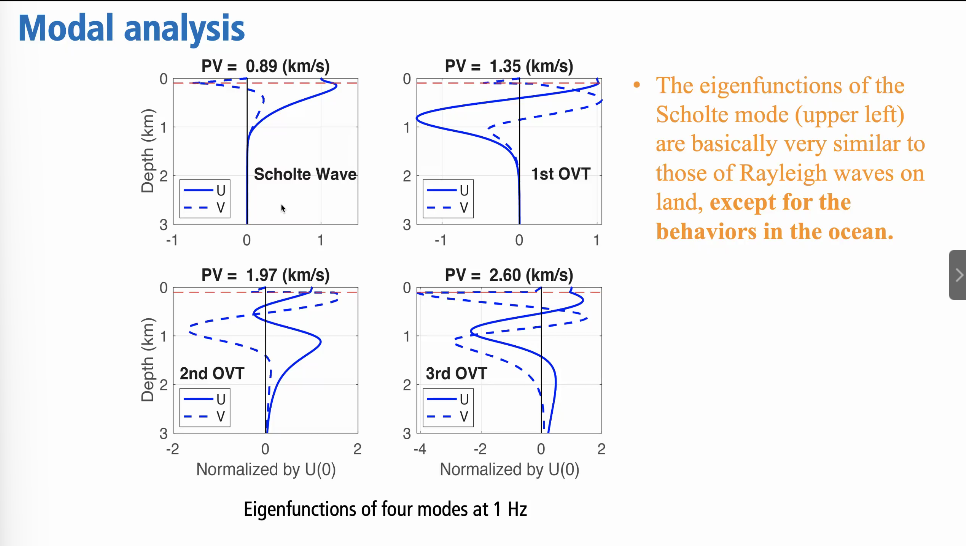 Modal analysis
PV = 0.89 (km/s)
0
1
2
3
Depth (km)
Scholte Wave
U
V
-1
0
1
PV = 1.35 (km/s)
0
1
2
3
1st OVT
U
V
-1
0
1
PV = 1.97 (km/s)
0
1
2
3
Depth (km)
2nd OVT
U
V
-2
0
2
Normalized by U(0)
PV = 2.60 (km/s)
0
1
2
3
3rd OVT
U
V
-4
-2
0
2
Normalized by U(0)
Eigenfunctions of four modes at 1 Hz
• The eigenfunctions of the
Scholte mode (upper left)
are basically very similar to
those of Rayleigh waves on
land, except for the
behaviors in the ocean.